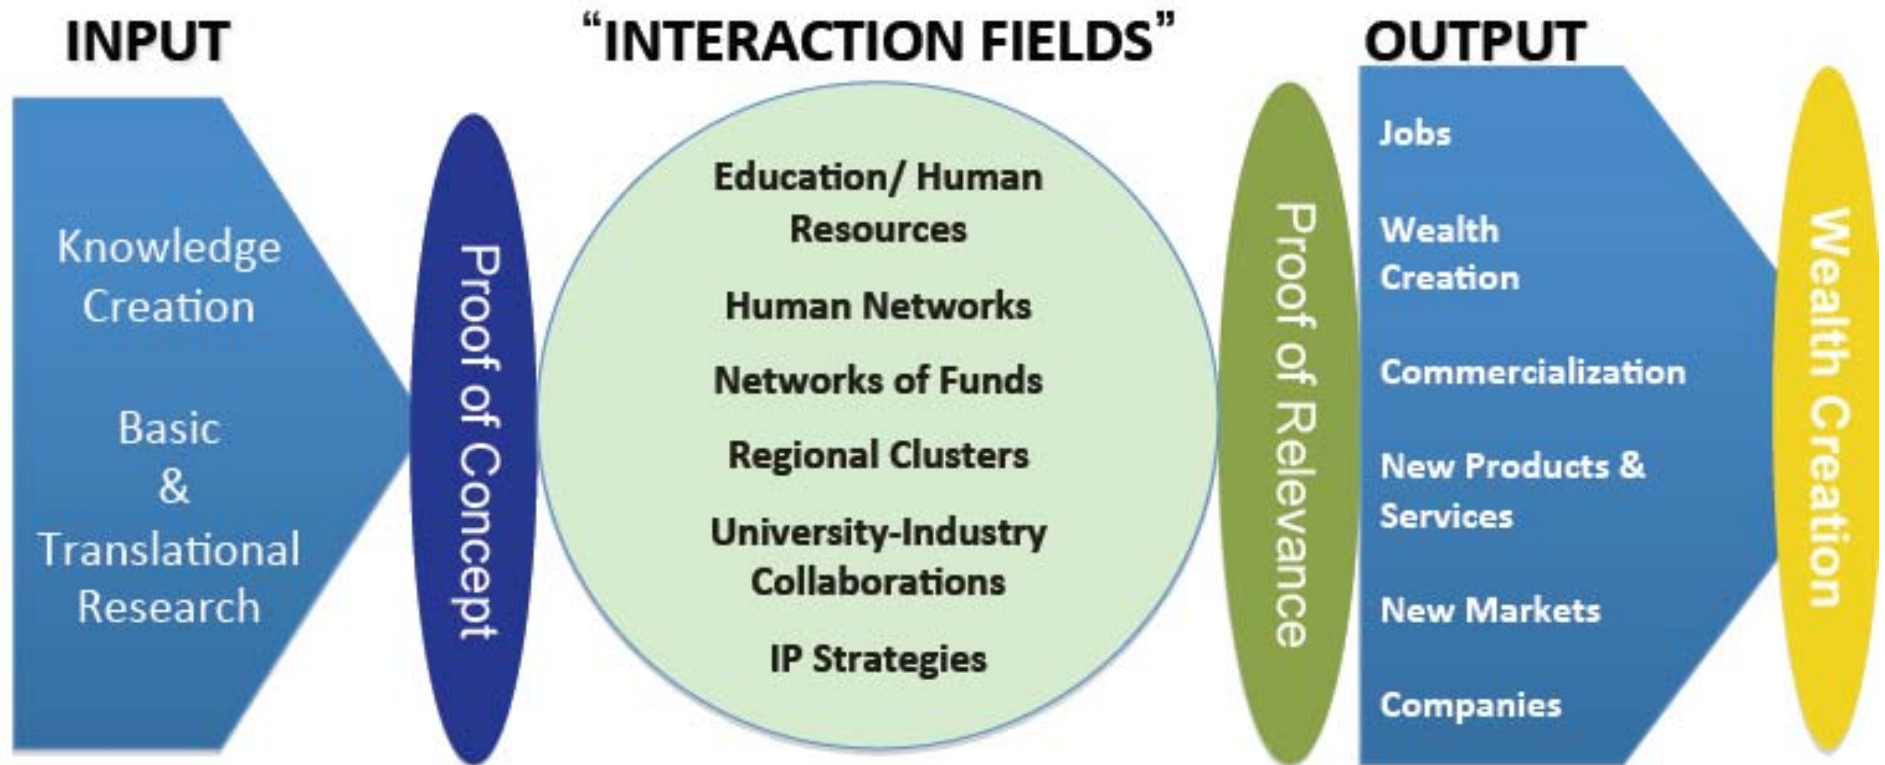 INPUT
Knowledge
Creation
Basic
&
Translational
Research
Proof of Concept
“INTERACTION FIELDS”
Education/ Human
Resources
Human Networks
Networks of Funds
Regional Clusters
University-Industry
Collaborations
IP Strategies
Proof of Relevance
OUTPUT
Jobs
Wealth
Creation
Commercialization
New Products &
Services
New Markets
Companies
Wealth Creation